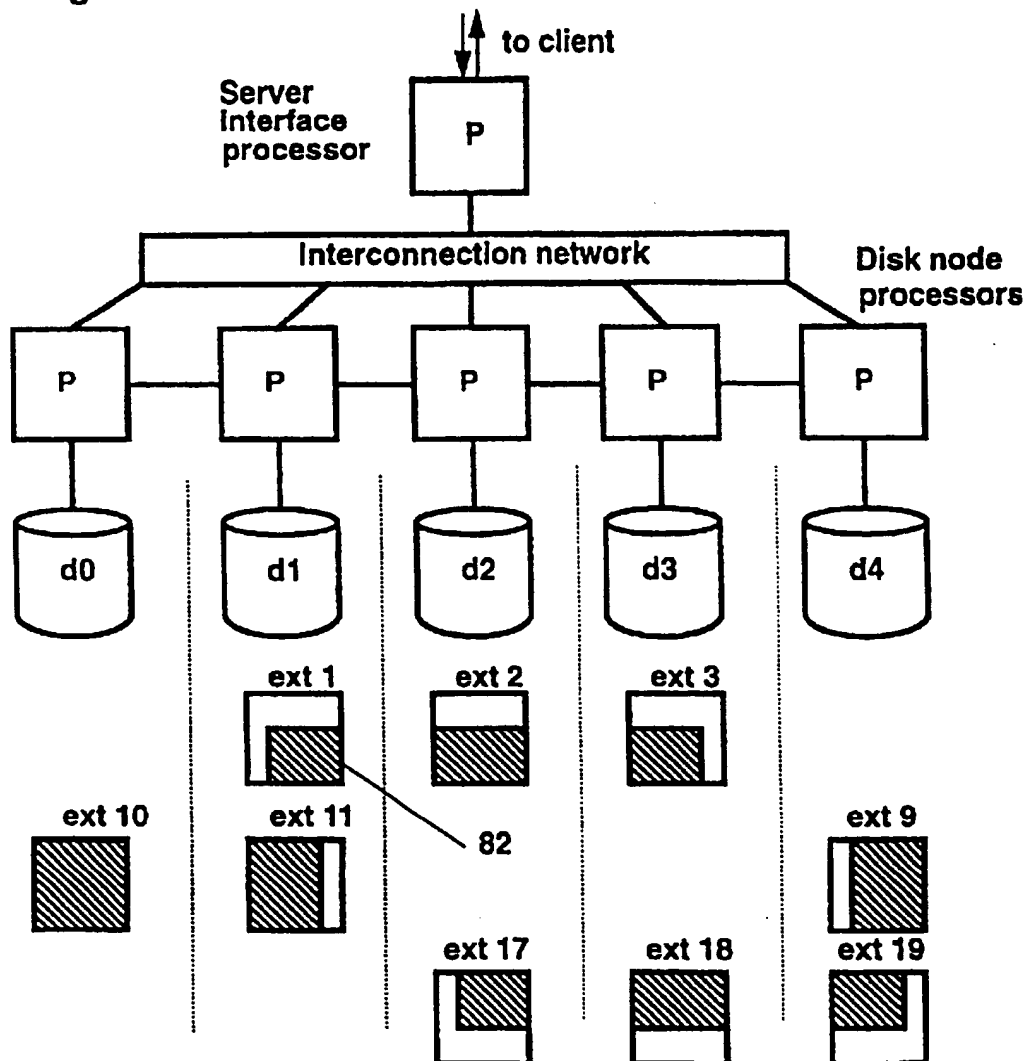 to client
Server
interface
processor
P
Interconnection network
Disk node
processors
P P P P P
d0 d1 d2 d3 d4
ext 1 ext 2 ext 3
ext 10 ext 11 82 ext 9
ext 17 ext 18 ext 19